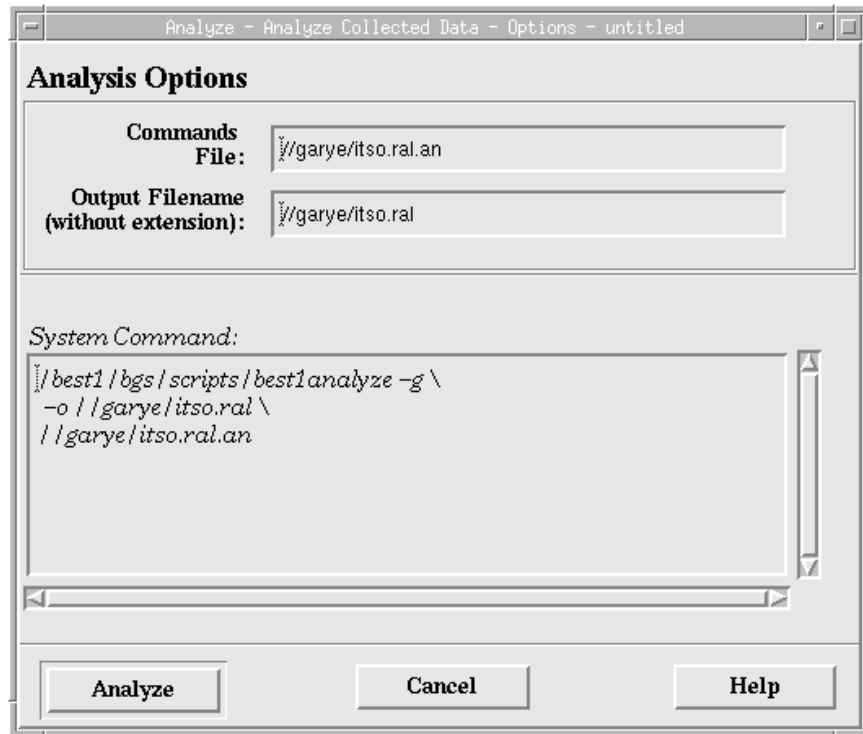 Analyze - Analyze Collected Data - Options - untitled
Analysis Options
Commands
File:
//garye/itso.ral.an
Output Filename
(without extension):
//garye/itso.ral
System Command:
/best1/bgs/scripts/best1analyze -g \
-o //garye/itso.ral \
//garye/itso.ral.an
Analyze
Cancel
Help